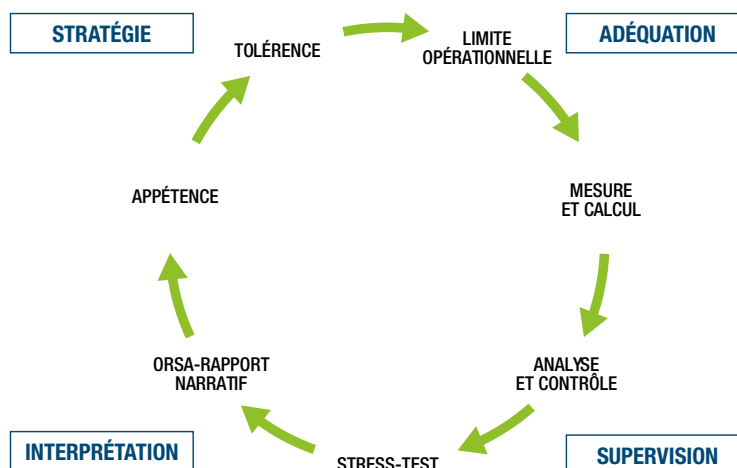 STRATÉGIE
ADÉQUATION
TOLÉRENCE
LIMITE
OPÉRATIONNELLE
MESURE
ET CALCUL
ANALYSE
ET CONTRÔLE
STRESS-TEST
ORSA-RAPPORT
NARRATIF
APPÉTENCE
INTERPRÉTATION
SUPERVISION